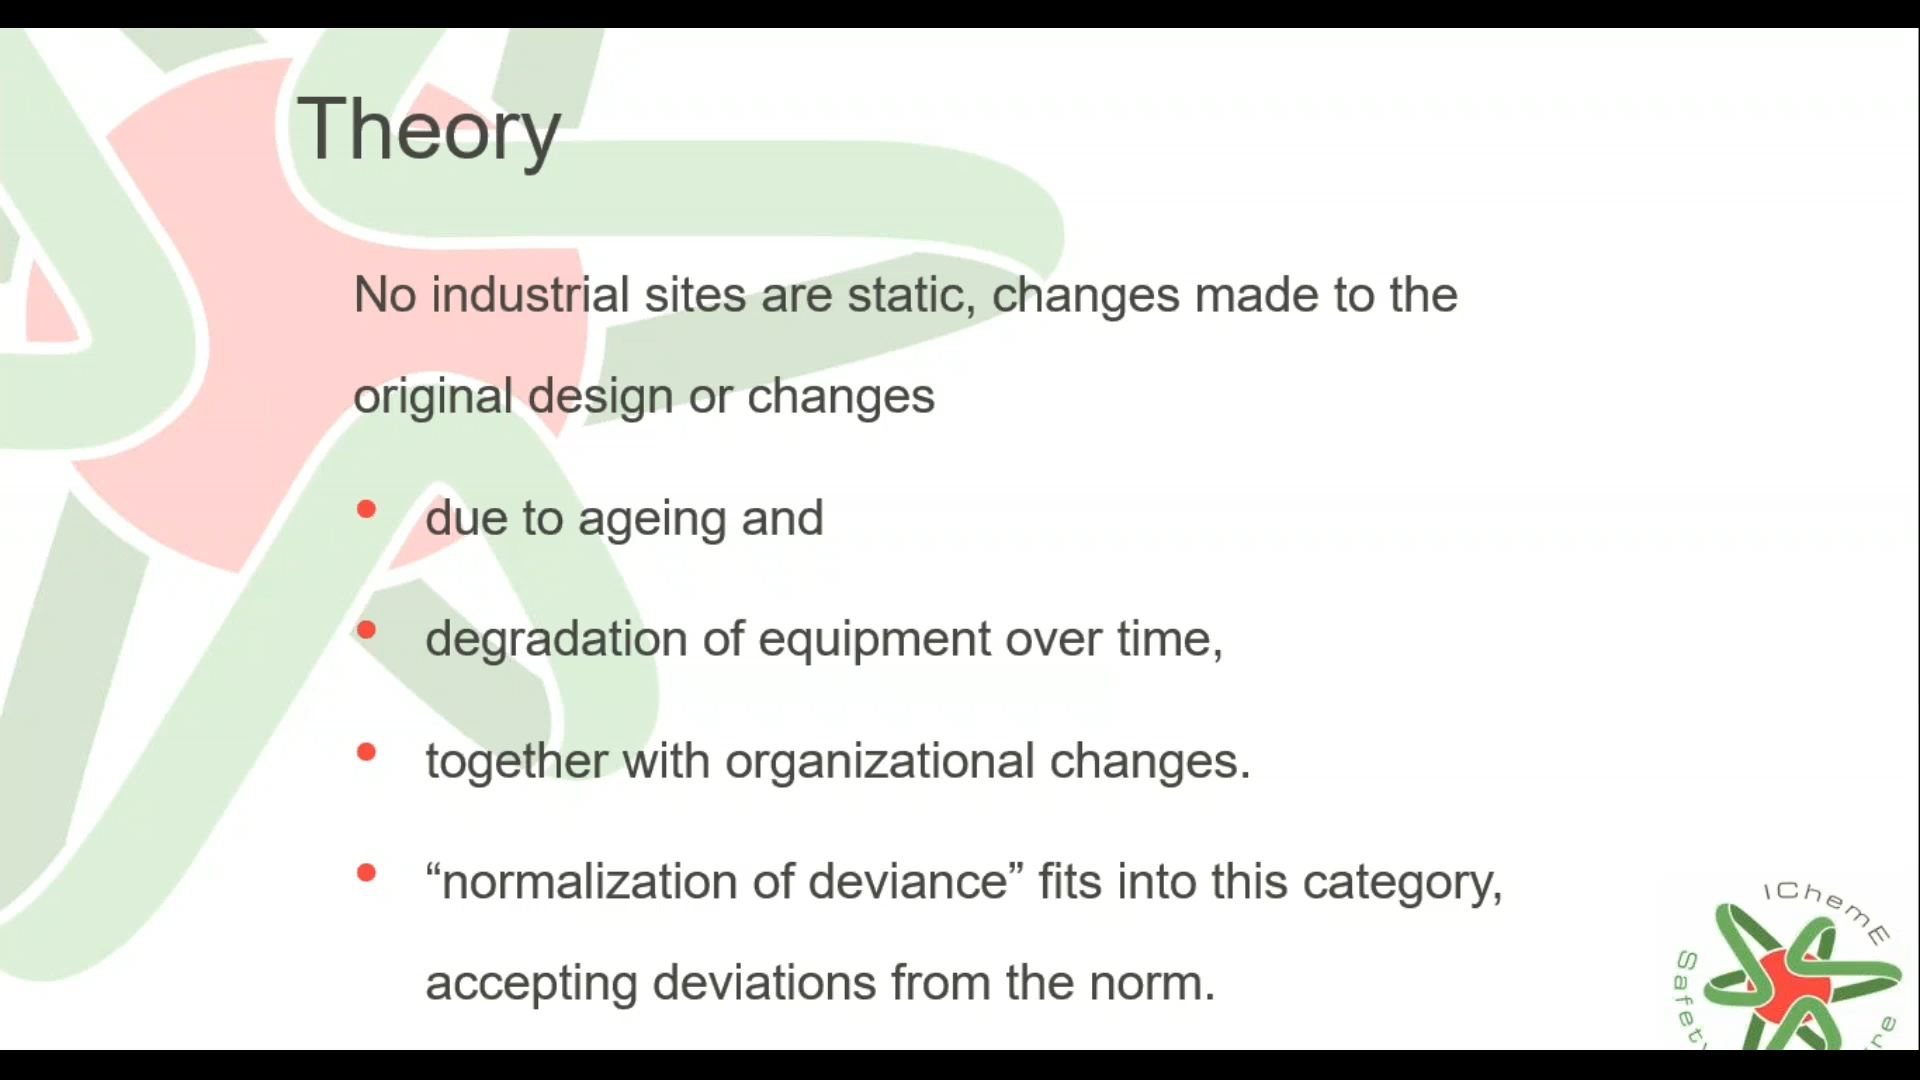 Theory
No industrial sites are static, changes made to the
original design or changes
• due to ageing and
• degradation of equipment over time,
• together with organizational changes.
• “normalization of deviance” fits into this category,
accepting deviations from the norm.
IChemE